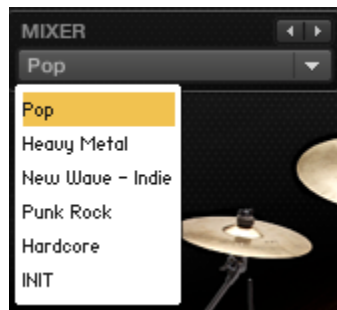 MIXER
Pop
Pop
Heavy Metal
New Wave - Indie
Punk Rock
Hardcore
INIT